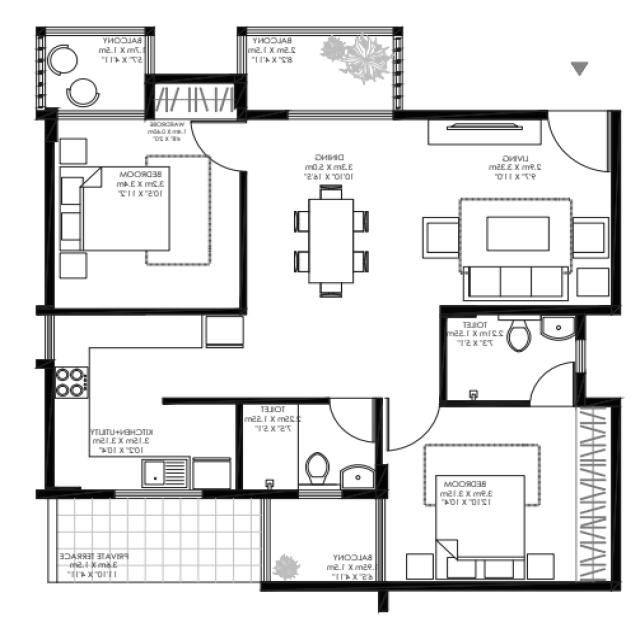 BALCONY
1.7m X 1.5m
5'7" X 4'11"
BALCONY
2.5m X 1.5m
8'2" X 4'11"
WARDROBE
1.4m X 0.60m
4'8" X 2'0"
BEDROOM
3.2m X 3.4m
10'5" X 11'2"
DINING
3.3m X 5.0m
10'10" X 16'5"
LIVING
2.9m X 3.35m
9'7" X 11'0"
TOILET
2.21m X 1.55m
7'3" X 5'1"
KITCHEN+UTILITY
3.15m X 3.15m
10'2" X 10'4"
TOILET
2.25m X 1.55m
7'5" X 5'1"
BEDROOM
3.9m X 3.15m
12'10" X 10'4"
PRIVATE TERRACE
3.6m X 1.5m
11'10" X 4'11"
BALCONY
1.95m X 1.5m
6'5" X 4'11"